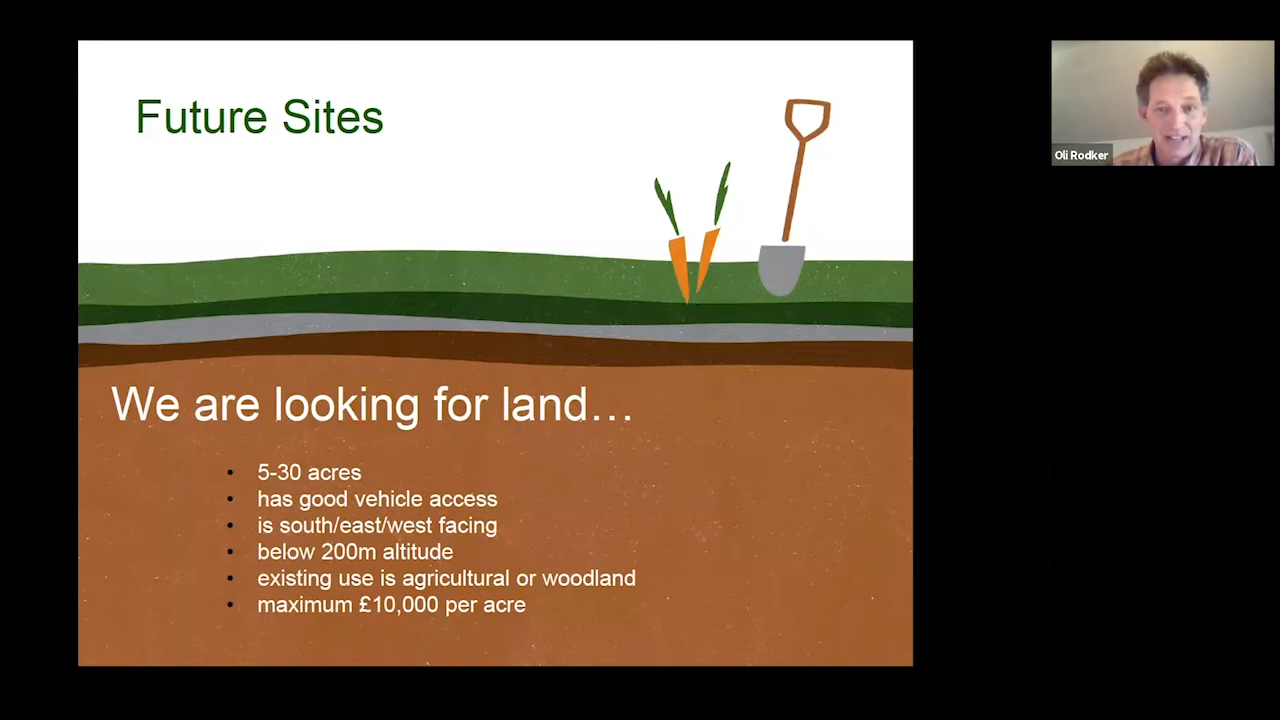 Future Sites
Oli Rodker
We are looking for land…
• 5-30 acres
• has good vehicle access
• is south/east/west facing
• below 200m altitude
• existing use is agricultural or woodland
• maximum £10,000 per acre